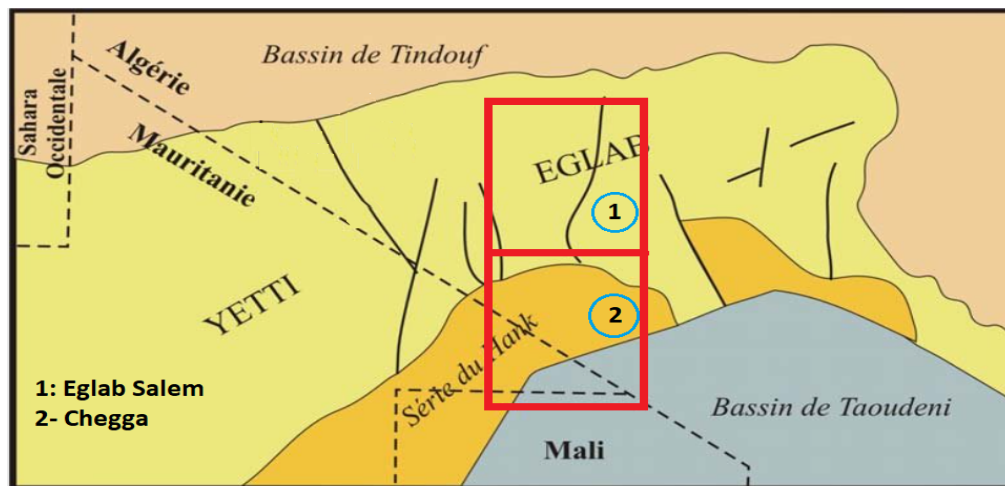 Algérie
Bassin de Tindouf
Sahara
Occidentale
Mauritanie
EGLAB
1
YETTI
2
Série du Hank
1: Eglab Salem
2- Chegga
Bassin de Taoudeni
Mali